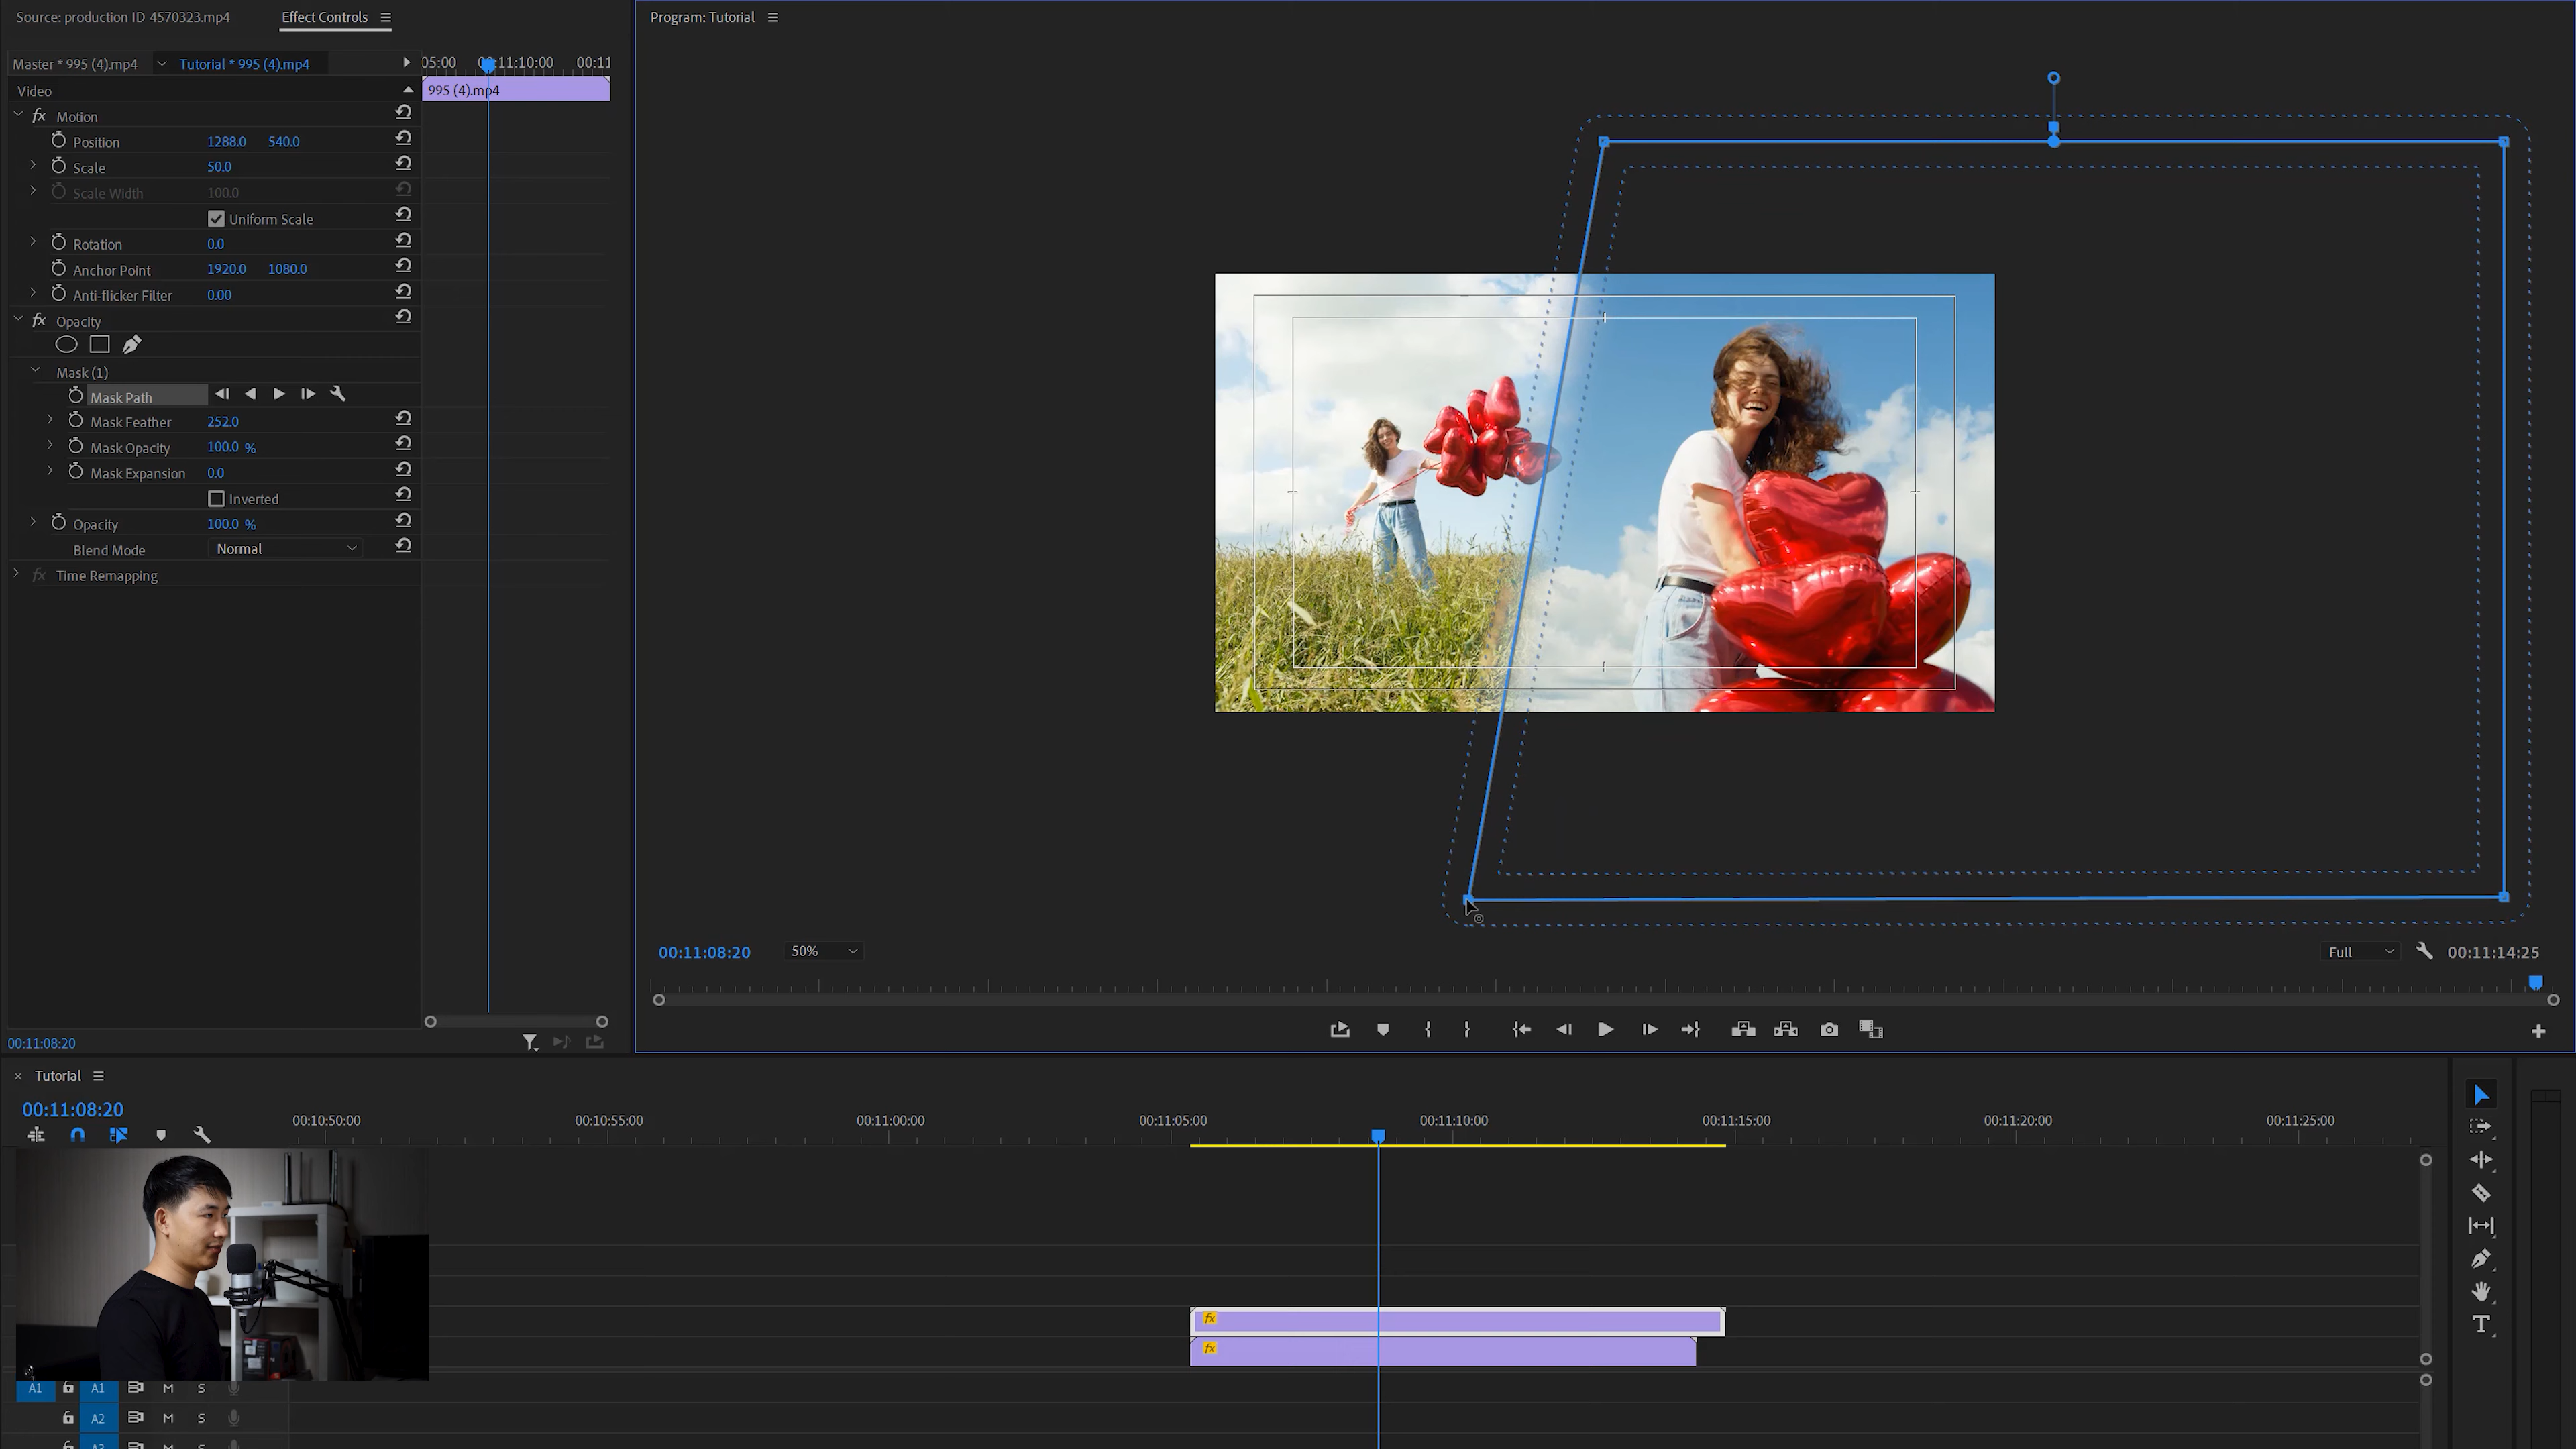 Source: production ID 4570323.mp4
Effect Controls
Program: Tutorial
Master * 995 (4).mp4
Tutorial * 995 (4).mp4
05:00
00:11:10:00
00:11
Video
995 (4).mp4
fx Motion
Position 1288.0 540.0
Scale 50.0
Scale Width 100.0
Uniform Scale
Rotation 0.0
Anchor Point 1920.0 1080.0
Anti-flicker Filter 0.00
fx Opacity
Mask (1)
Mask Path
Mask Feather 252.0
Mask Opacity 100.0 %
Mask Expansion 0.0
Inverted
Opacity 100.0 %
Blend Mode Normal
fx Time Remapping
00:11:08:20
50%
Full
00:11:14:25
00:11:08:20
× Tutorial
00:11:08:20
00:10:50:00
00:10:55:00
00:11:00:00
00:11:05:00
00:11:10:00
00:11:15:00
00:11:20:00
00:11:25:00
fx
fx
A1 A1 M S
A2 M S
T